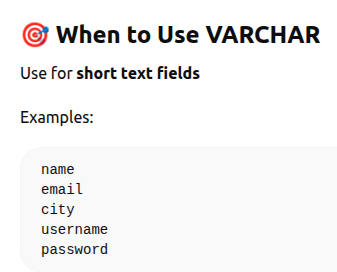 🎯 When to Use VARCHAR
Use for short text fields
Examples:
name
email
city
username
password